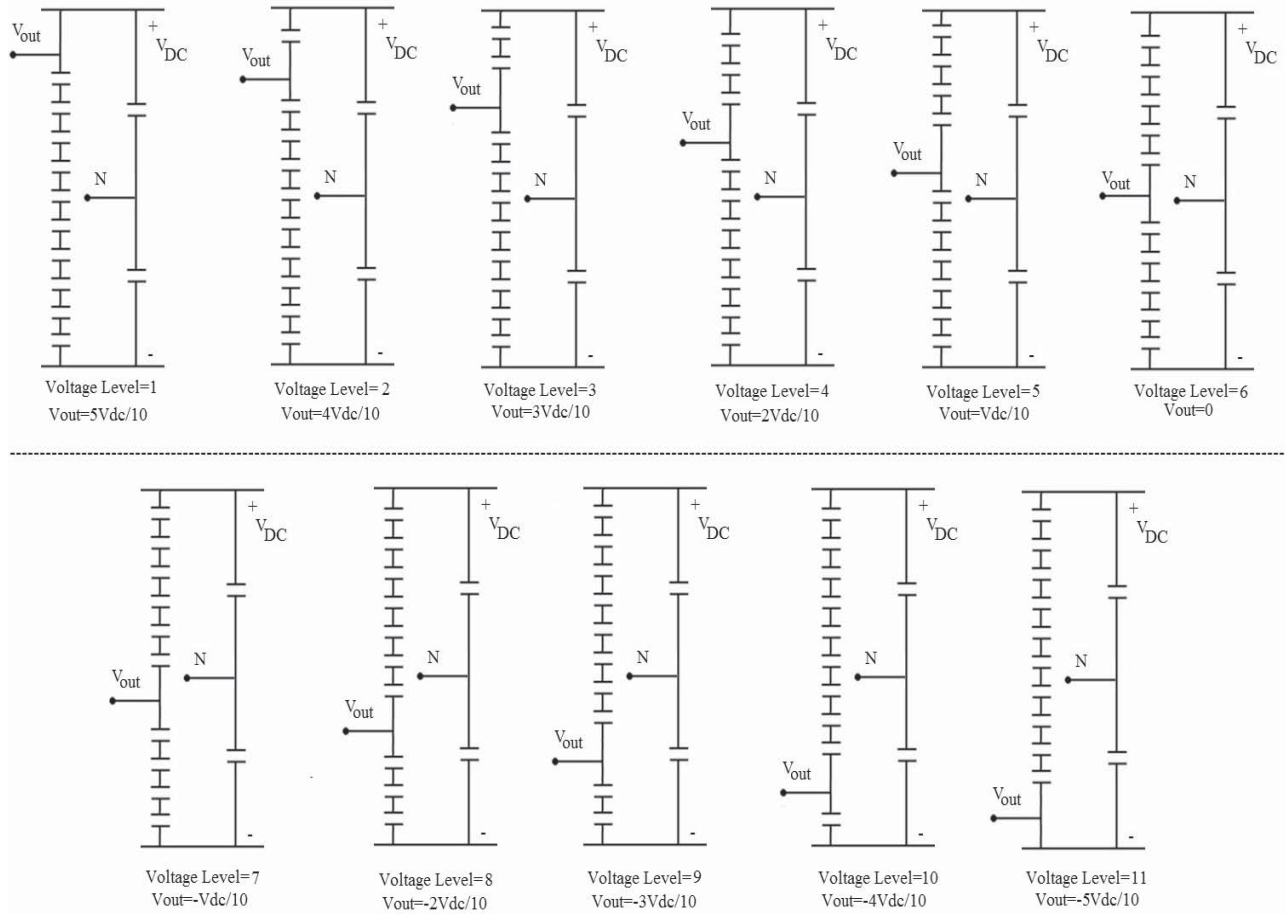 Vout
+
VDC
N
-
Voltage Level=1
Vout=5Vdc/10
Vout
+
VDC
N
-
Voltage Level= 2
Vout=4Vdc/10
Vout
+
VDC
N
-
Voltage Level=3
Vout=3Vdc/10
Vout
+
VDC
N
-
Voltage Level=4
Vout=2Vdc/10
Vout
+
VDC
N
-
Voltage Level=5
Vout=Vdc/10
Vout
+
VDC
N
-
Voltage Level=6
Vout=0
Vout
+
VDC
N
-
Voltage Level=7
Vout=-Vdc/10
Vout
+
VDC
N
-
Voltage Level=8
Vout=-2Vdc/10
Vout
+
VDC
N
-
Voltage Level=9
Vout=-3Vdc/10
Vout
+
VDC
N
-
Voltage Level=10
Vout=-4Vdc/10
Vout
+
VDC
N
-
Voltage Level=11
Vout=-5Vdc/10